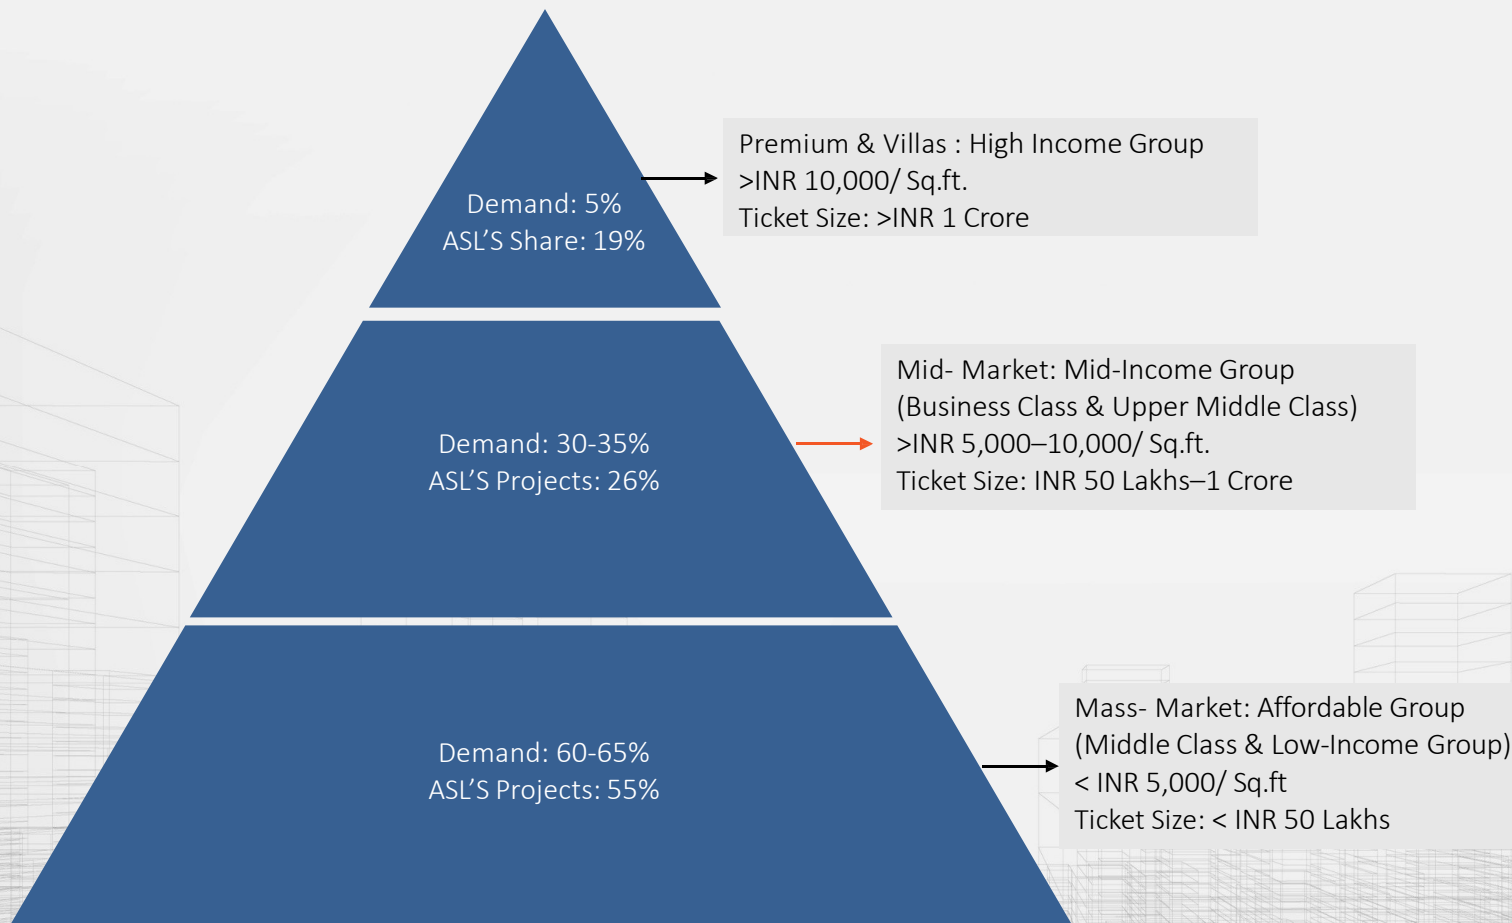 Demand: 5%
ASL’S Share: 19%
Premium & Villas : High Income Group
>INR 10,000/ Sq.ft.
Ticket Size: >INR 1 Crore
Demand: 30-35%
ASL’S Projects: 26%
Mid- Market: Mid-Income Group
(Business Class & Upper Middle Class)
>INR 5,000–10,000/ Sq.ft.
Ticket Size: INR 50 Lakhs–1 Crore
Demand: 60-65%
ASL’S Projects: 55%
Mass- Market: Affordable Group
(Middle Class & Low-Income Group)
< INR 5,000/ Sq.ft
Ticket Size: < INR 50 Lakhs